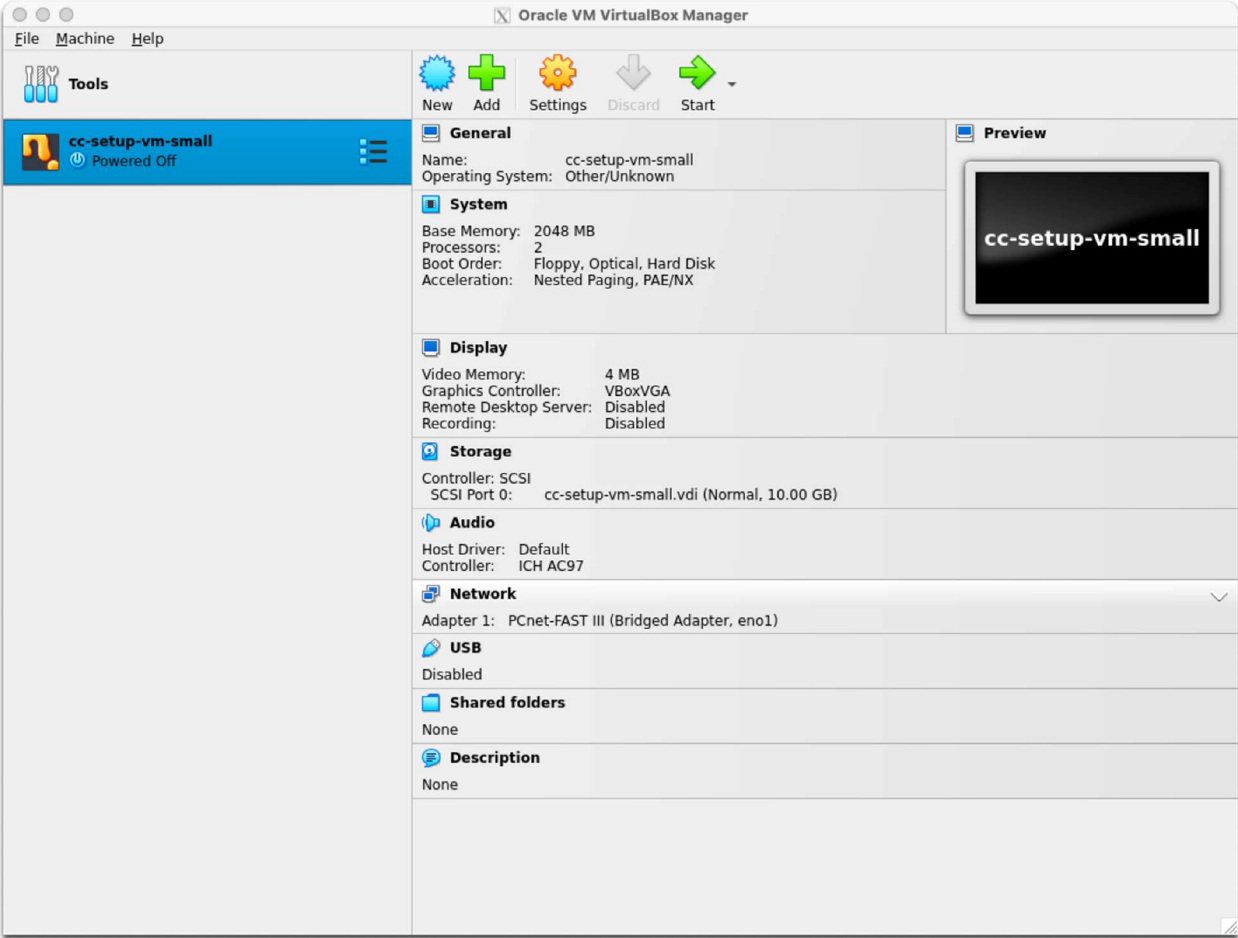 Oracle VM VirtualBox Manager
File Machine Help
Tools
New Add Settings Discard Start
cc-setup-vm-small
Powered Off
General
Name: cc-setup-vm-small
Operating System: Other/Unknown
Preview
cc-setup-vm-small
System
Base Memory: 2048 MB
Processors: 2
Boot Order: Floppy, Optical, Hard Disk
Acceleration: Nested Paging, PAE/NX
Display
Video Memory: 4 MB
Graphics Controller: VBoxVGA
Remote Desktop Server: Disabled
Recording: Disabled
Storage
Controller: SCSI
SCSI Port 0: cc-setup-vm-small.vdi (Normal, 10.00 GB)
Audio
Host Driver: Default
Controller: ICH AC97
Network
Adapter 1: PCnet-FAST III (Bridged Adapter, eno1)
USB
Disabled
Shared folders
None
Description
None